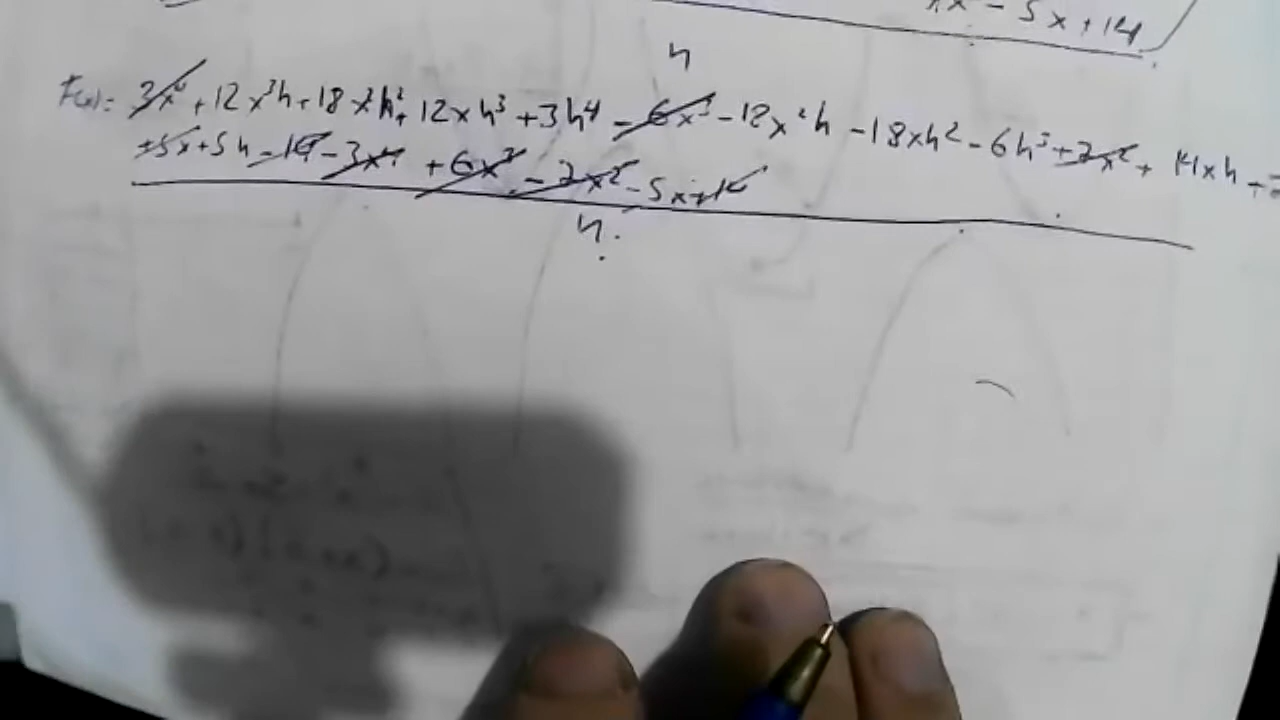 - 5x + 14
h
F(x) = 3x⁴ + 12x³h + 18x²h² + 12xh³ + 3h⁴ - 6x³ - 18x²h - 18xh² - 6h³ + 7x² + 14xh +
+5x + 5h - 14 - 3x⁴ + 6x³ - 7x² - 5x + 14
h.